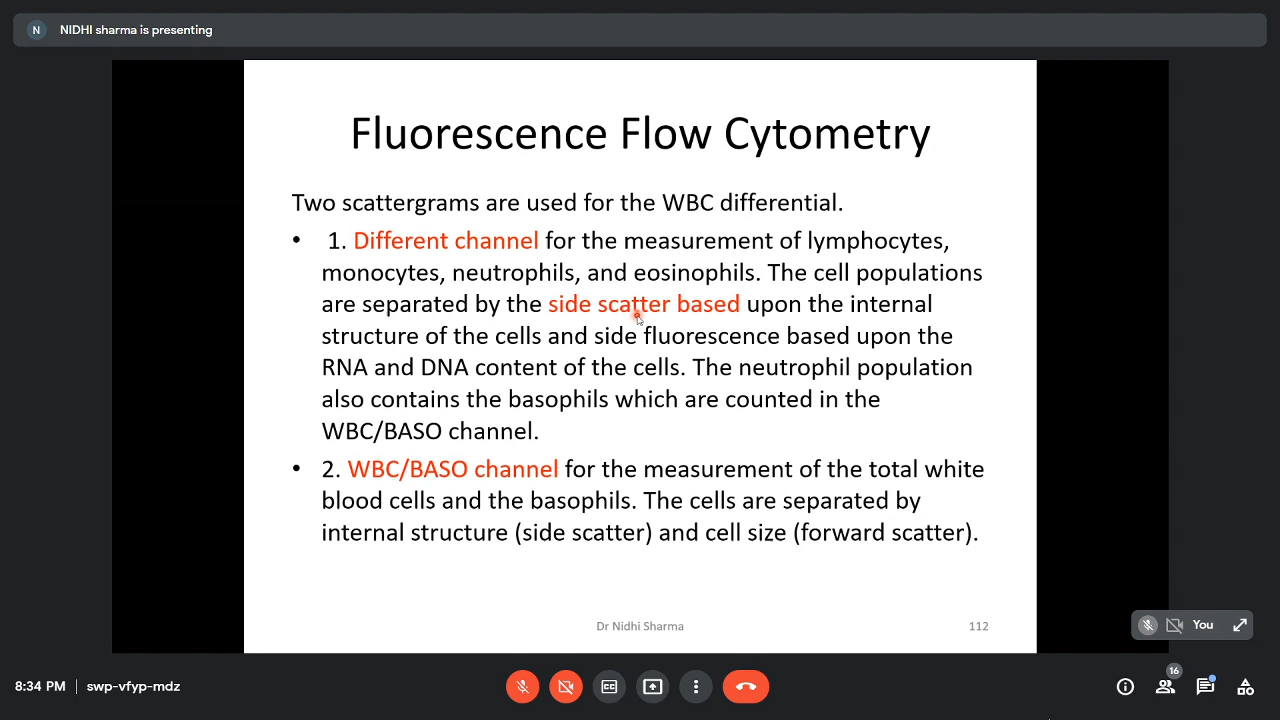 N NIDHI sharma is presenting
Fluorescence Flow Cytometry
Two scattergrams are used for the WBC differential.
• 1. Different channel for the measurement of lymphocytes,
monocytes, neutrophils, and eosinophils. The cell populations
are separated by the side scatter based upon the internal
structure of the cells and side fluorescence based upon the
RNA and DNA content of the cells. The neutrophil population
also contains the basophils which are counted in the
WBC/BASO channel.
• 2. WBC/BASO channel for the measurement of the total white
blood cells and the basophils. The cells are separated by
internal structure (side scatter) and cell size (forward scatter).
Dr Nidhi Sharma 112
You
8:34 PM | swp-vfyp-mdz
CC
16